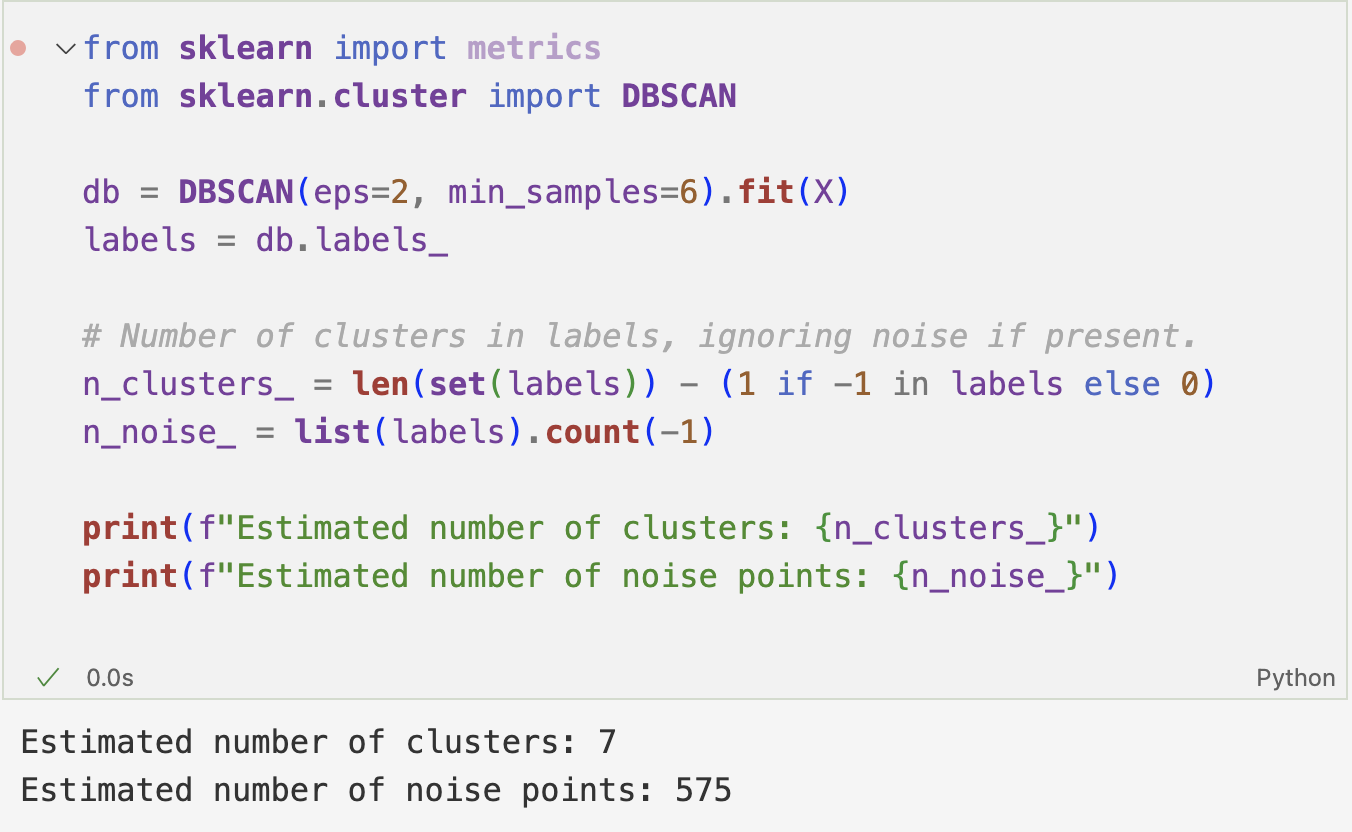 from sklearn import metrics
from sklearn.cluster import DBSCAN
db = DBSCAN(eps=2, min_samples=6).fit(X)
labels = db.labels_
# Number of clusters in labels, ignoring noise if present.
n_clusters_ = len(set(labels)) - (1 if -1 in labels else 0)
n_noise_ = list(labels).count(-1)
print(f"Estimated number of clusters: {n_clusters_}")
print(f"Estimated number of noise points: {n_noise_}")
0.0s
Python
Estimated number of clusters: 7
Estimated number of noise points: 575